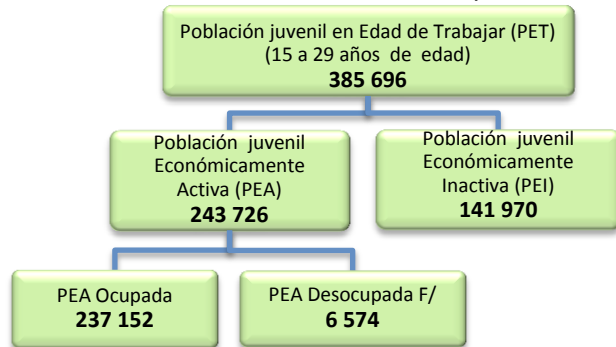 Población juvenil en Edad de Trabajar (PET)
(15 a 29 años de edad)
385 696
Población juvenil
Económicamente
Activa (PEA)
243 726
Población juvenil
Económicamente
Inactiva (PEI)
141 970
PEA Ocupada
237 152
PEA Desocupada F/
6 574